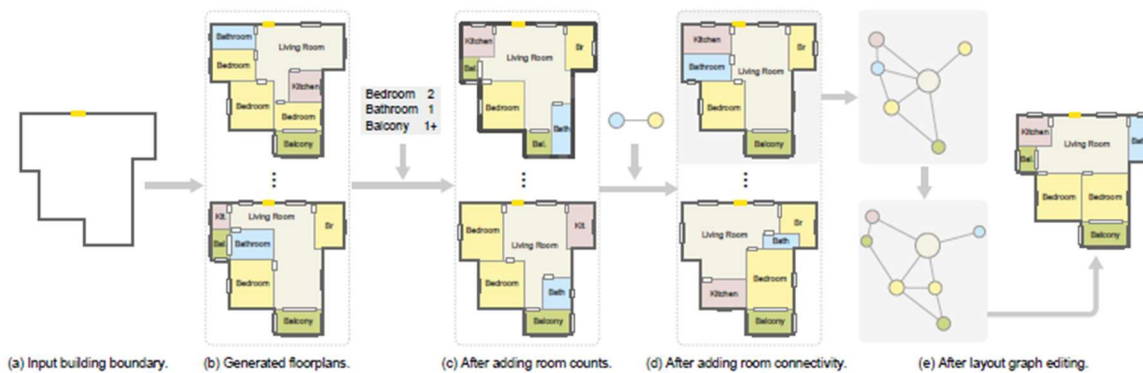 Bathroom
Living Room
Bedroom
Kitchen
Bedroom
Bedroom
Balcony
Kit.
Living Room
Br
Bal.
Bathroom
Bedroom
Balcony
Bedroom 2
Bathroom 1
Balcony 1+
Kitchen
Br
Living Room
Bal.
Bedroom
Bath
Bal.
Bedroom
Kit.
Living Room
Bath
Bedroom
Balcony
Kitchen
Br
Living Room
Bathroom
Bedroom
Balcony
Br
Living Room
Bath
Bedroom
Kitchen
Balcony
Kitchen
Bath
Living Room
Bal.
Bedroom
Bedroom
Balcony
(a) Input building boundary.
(b) Generated floorplans.
(c) After adding room counts.
(d) After adding room connectivity.
(e) After layout graph editing.